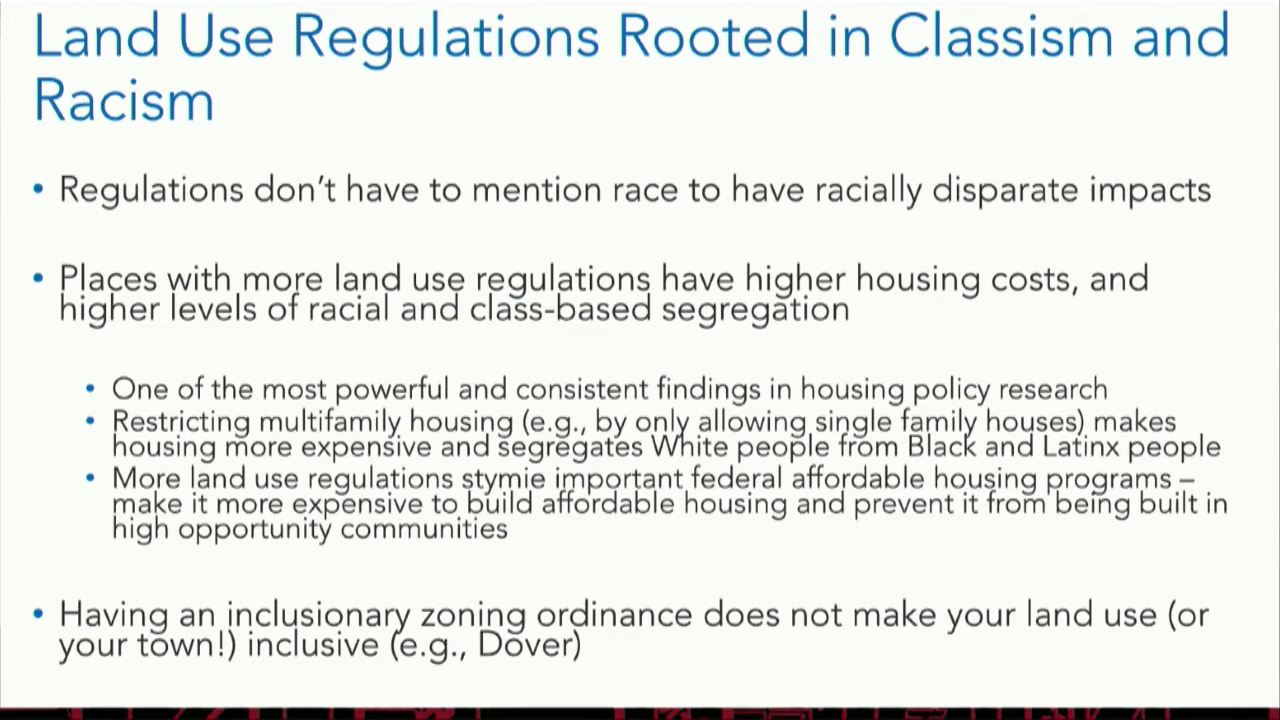 Land Use Regulations Rooted in Classism and
Racism
• Regulations don't have to mention race to have racially disparate impacts
• Places with more land use regulations have higher housing costs, and
higher levels of racial and class-based segregation
• One of the most powerful and consistent findings in housing policy research
• Restricting multifamily housing (e.g., by only allowing single family houses) makes
housing more expensive and segregates White people from Black and Latinx people
• More land use regulations stymie important federal affordable housing programs –
make it more expensive to build affordable housing and prevent it from being built in
high opportunity communities
• Having an inclusionary zoning ordinance does not make your land use (or
your town!) inclusive (e.g., Dover)